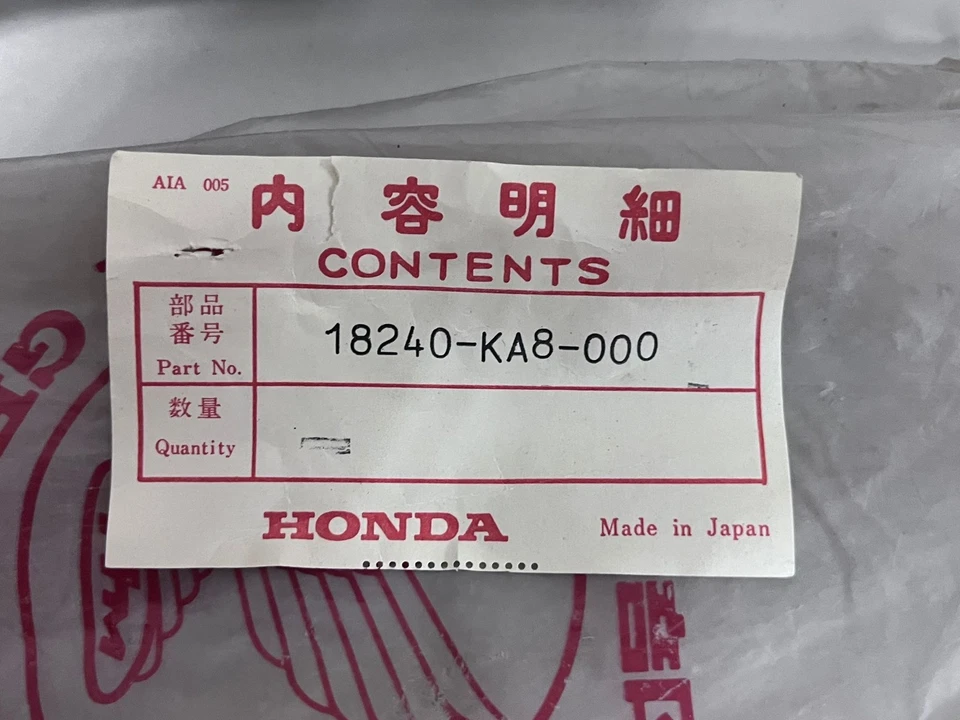 AIA 005
内容明細
CONTENTS
部品
番号
Part No.
18240-KA8-000
数量
Quantity
HONDA
Made in Japan